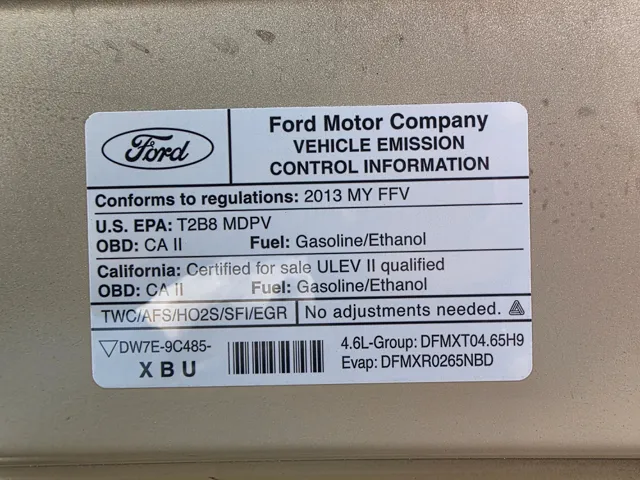 Ford
Ford Motor Company
VEHICLE EMISSION
CONTROL INFORMATION
Conforms to regulations: 2013 MY FFV
U.S. EPA: T2B8 MDPV
OBD: CA II Fuel: Gasoline/Ethanol
California: Certified for sale ULEV II qualified
OBD: CA II Fuel: Gasoline/Ethanol
TWC/AFS/HO2S/SFI/EGR No adjustments needed.
DW7E-9C485-
XBU
4.6L-Group: DFMXT04.65H9
Evap: DFMXR0265NBD